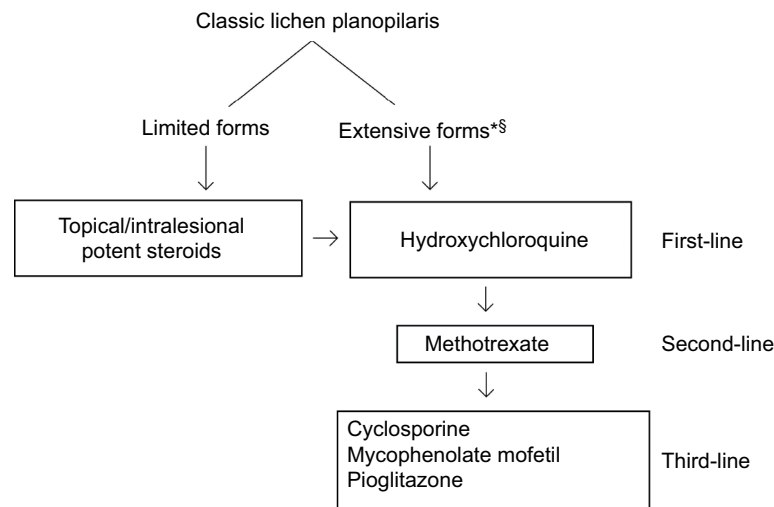 Classic lichen planopilaris
Limited forms
Extensive forms*§
Topical/intralesional
potent steroids
Hydroxychloroquine
First-line
Methotrexate
Second-line
Cyclosporine
Mycophenolate mofetil
Pioglitazone
Third-line